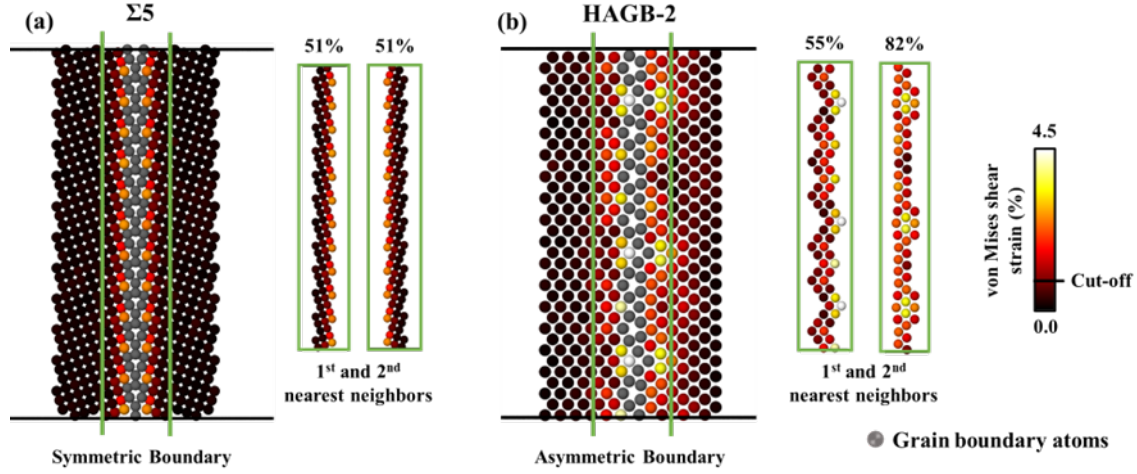 (a)
Σ5
51%
51%
1st and 2nd
nearest neighbors
Symmetric Boundary
(b)
HAGB-2
55%
82%
1st and 2nd
nearest neighbors
Asymmetric Boundary
4.5
von Mises shear
strain (%)
Cut-off
0.0
Grain boundary atoms